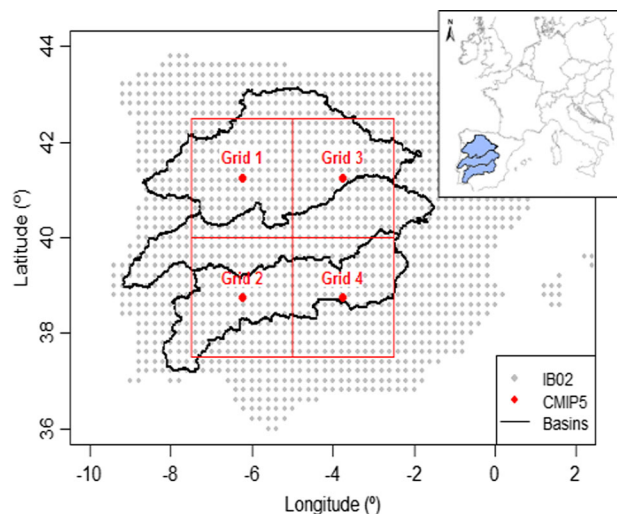 N
44
42
40
38
36
Latitude (º)
Grid 1
Grid 3
Grid 2
Grid 4
IB02
CMIP5
Basins
-10
-8
-6
-4
-2
0
2
Longitude (º)